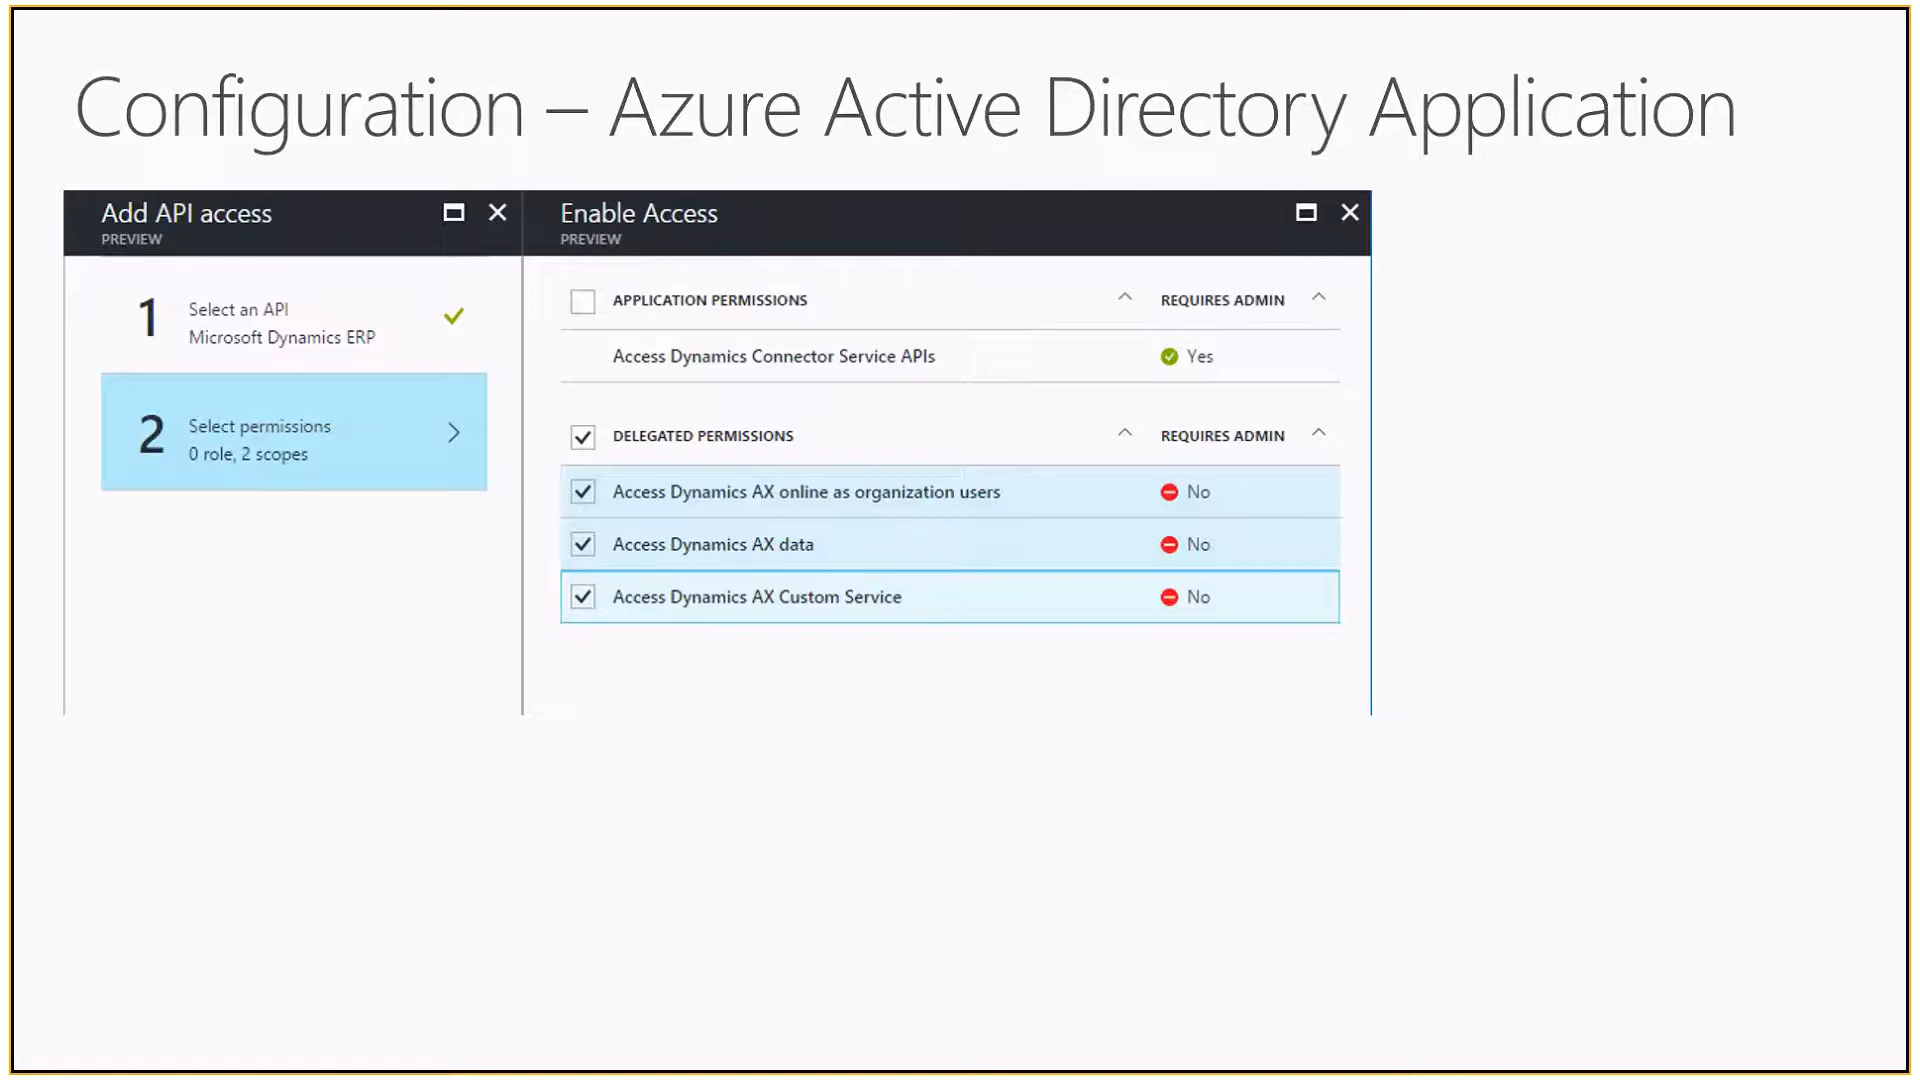 Configuration – Azure Active Directory Application
Add API access
PREVIEW
1
Select an API
Microsoft Dynamics ERP
2
Select permissions
0 role, 2 scopes
Enable Access
PREVIEW
APPLICATION PERMISSIONS REQUIRES ADMIN
Access Dynamics Connector Service APIs Yes
DELEGATED PERMISSIONS REQUIRES ADMIN
Access Dynamics AX online as organization users No
Access Dynamics AX data No
Access Dynamics AX Custom Service No